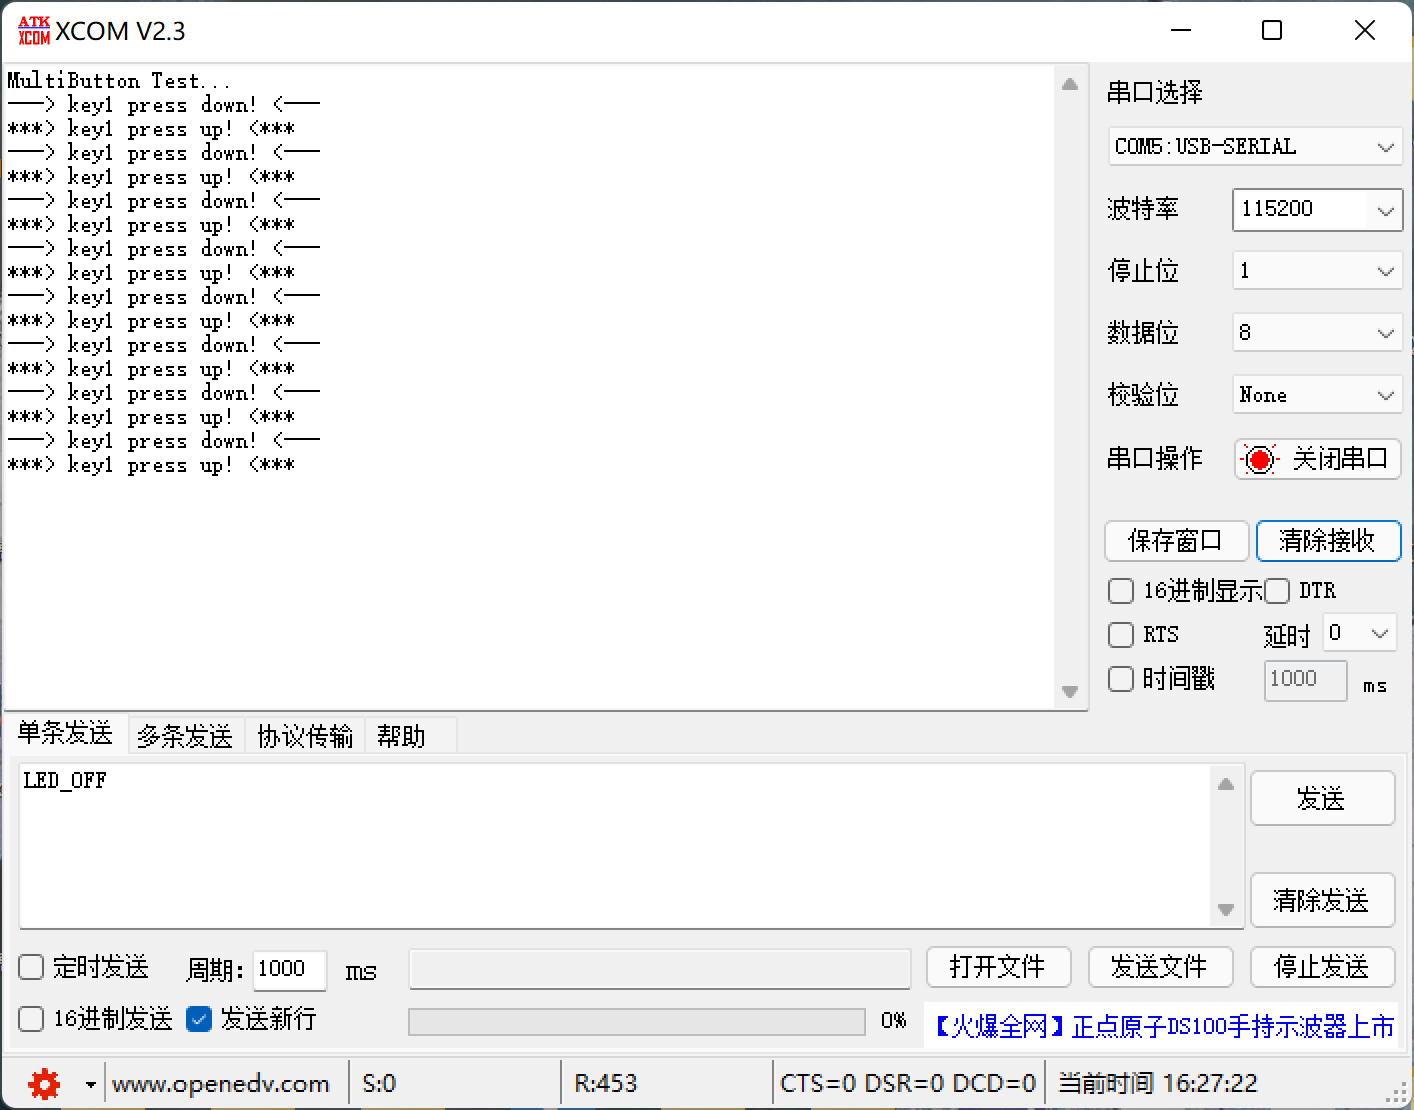 ATK
XCOM XCOM V2.3
MultiButton Test...
---> key1 press down! <---
***> key1 press up! <***
---> key1 press down! <---
***> key1 press up! <***
---> key1 press down! <---
***> key1 press up! <***
---> key1 press down! <---
***> key1 press up! <***
---> key1 press down! <---
***> key1 press up! <***
---> key1 press down! <---
***> key1 press up! <***
---> key1 press down! <---
***> key1 press up! <***
---> key1 press down! <---
***> key1 press up! <***
串口选择
COM5:USB-SERIAL
波特率 115200
停止位 1
数据位 8
校验位 None
串口操作 关闭串口
保存窗口 清除接收
16进制显示 DTR
RTS 延时 0
时间戳 1000 ms
单条发送 多条发送 协议传输 帮助
LED_OFF
发送
清除发送
定时发送 周期: 1000 ms 打开文件 发送文件 停止发送
16进制发送 发送新行 0% 【火爆全网】正点原子DS100手持示波器上市
www.openedv.com S:0 R:453 CTS=0 DSR=0 DCD=0 当前时间 16:27:22